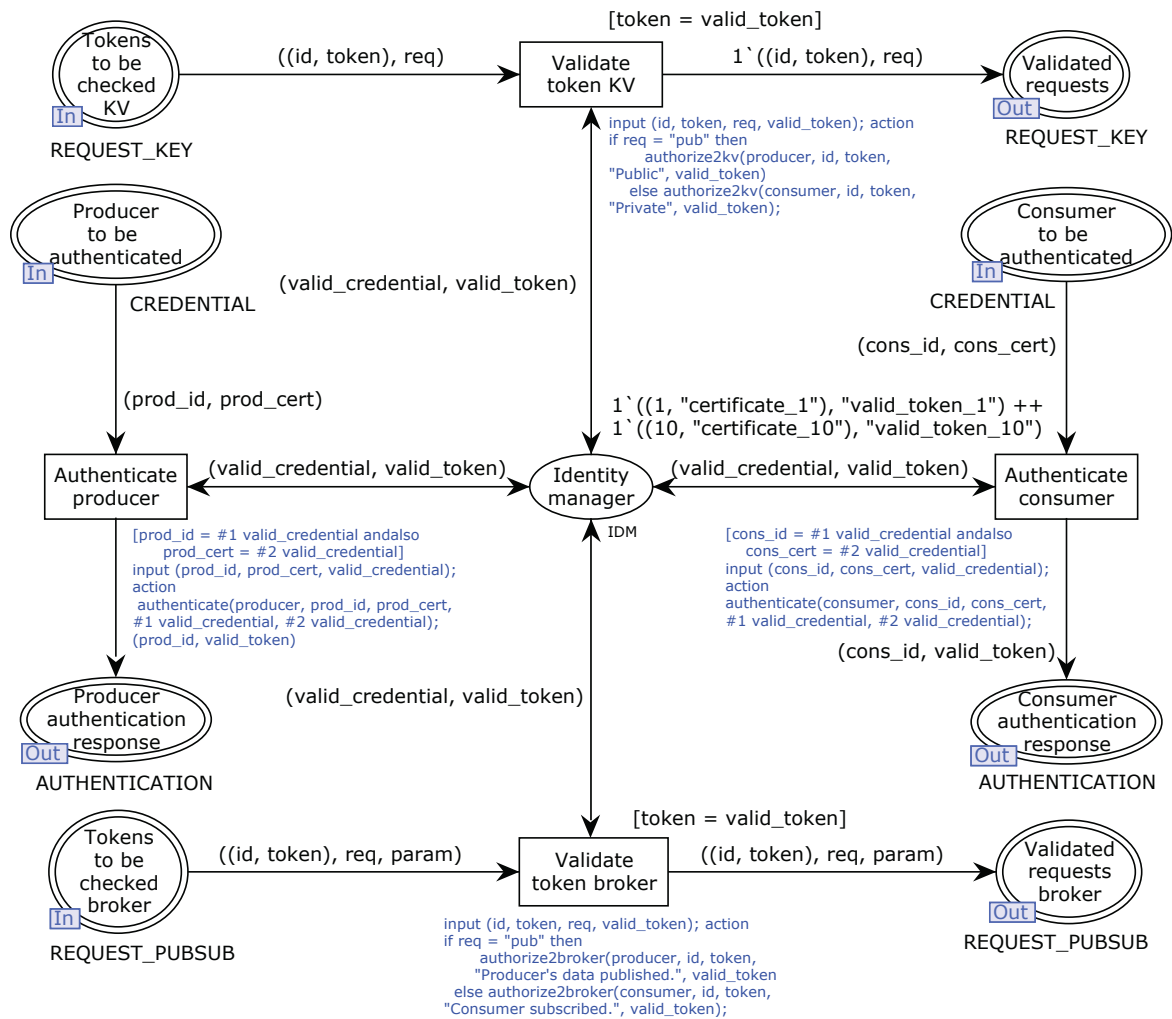 [token = valid_token]
Tokens
to be
checked
KV
In
REQUEST_KEY
((id, token), req)
Validate
token KV
1`((id, token), req)
Validated
requests
Out
REQUEST_KEY
input (id, token, req, valid_token); action
if req = "pub" then
authorize2kv(producer, id, token,
"Public", valid_token)
else authorize2kv(consumer, id, token,
"Private", valid_token);
Producer
to be
authenticated
In
CREDENTIAL
Consumer
to be
authenticated
In
CREDENTIAL
(valid_credential, valid_token)
(cons_id, cons_cert)
(prod_id, prod_cert)
1`((1, "certificate_1"), "valid_token_1") ++
1`((10, "certificate_10"), "valid_token_10")
Authenticate
producer
(valid_credential, valid_token)
Identity
manager
IDM
(valid_credential, valid_token)
Authenticate
consumer
[prod_id = #1 valid_credential andalso
prod_cert = #2 valid_credential]
input (prod_id, prod_cert, valid_credential);
action
authenticate(producer, prod_id, prod_cert,
#1 valid_credential, #2 valid_credential);
(prod_id, valid_token)
[cons_id = #1 valid_credential andalso
cons_cert = #2 valid_credential]
input (cons_id, cons_cert, valid_credential);
action
authenticate(consumer, cons_id, cons_cert,
#1 valid_credential, #2 valid_credential);
(cons_id, valid_token)
Producer
authentication
response
Out
AUTHENTICATION
(valid_credential, valid_token)
Consumer
authentication
response
Out
AUTHENTICATION
[token = valid_token]
Tokens
to be
checked
broker
In
REQUEST_PUBSUB
((id, token), req, param)
Validate
token broker
((id, token), req, param)
Validated
requests
broker
Out
REQUEST_PUBSUB
input (id, token, req, valid_token); action
if req = "pub" then
authorize2broker(producer, id, token,
"Producer's data published.", valid_token
else authorize2broker(consumer, id, token,
"Consumer subscribed.", valid_token);